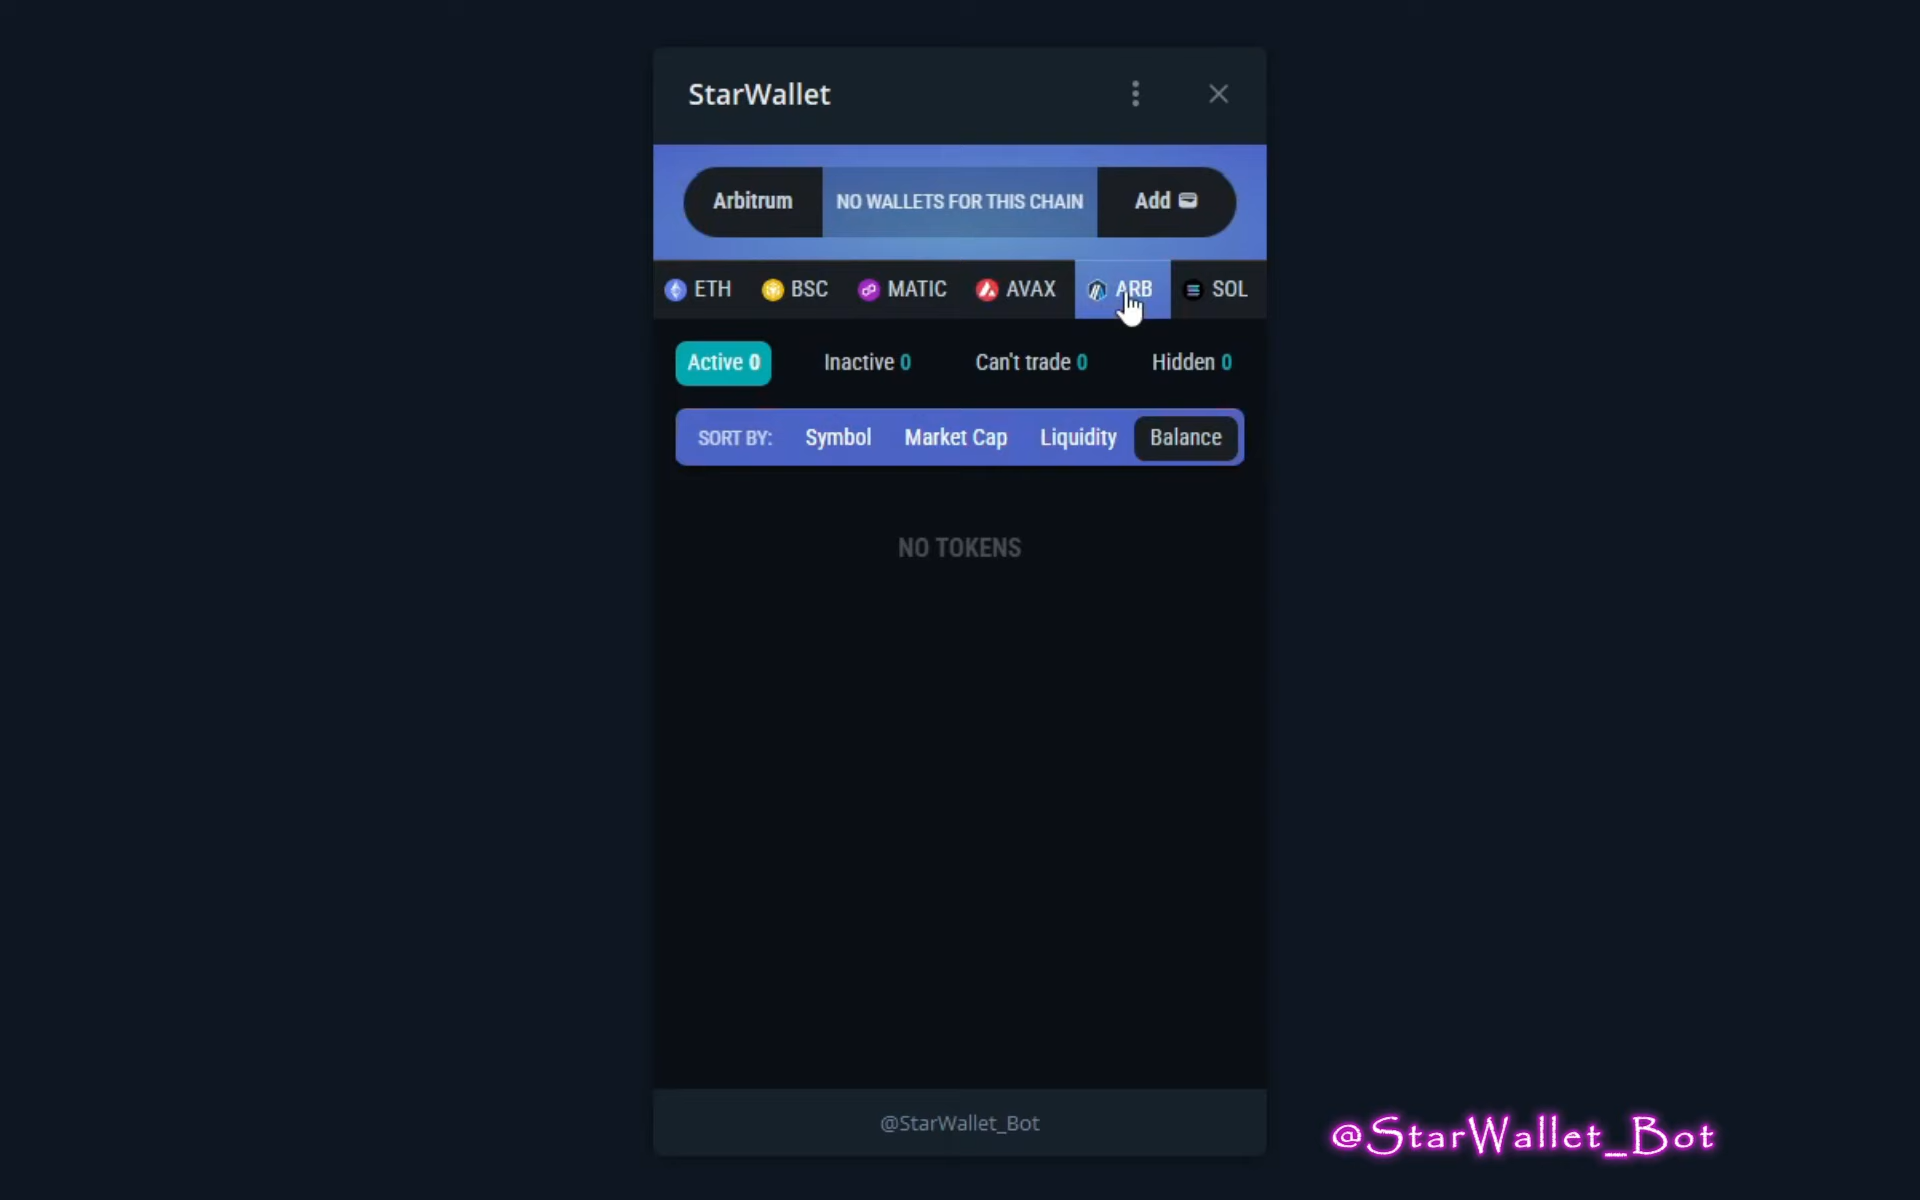 StarWallet
Arbitrum NO WALLETS FOR THIS CHAIN Add
ETH BSC MATIC AVAX ARB SOL
Active 0 Inactive 0 Can't trade 0 Hidden 0
SORT BY: Symbol Market Cap Liquidity Balance
NO TOKENS
@StarWallet_Bot
@StarWallet_Bot